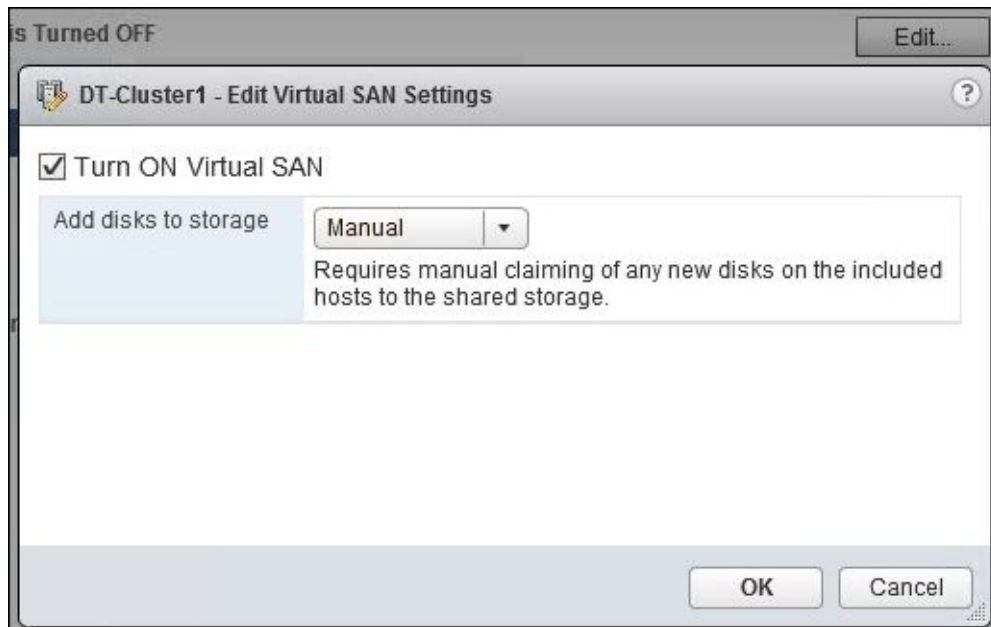 is Turned OFF
Edit...
DT-Cluster1 - Edit Virtual SAN Settings
?
Turn ON Virtual SAN
Add disks to storage
Manual
Requires manual claiming of any new disks on the included
hosts to the shared storage.
OK
Cancel